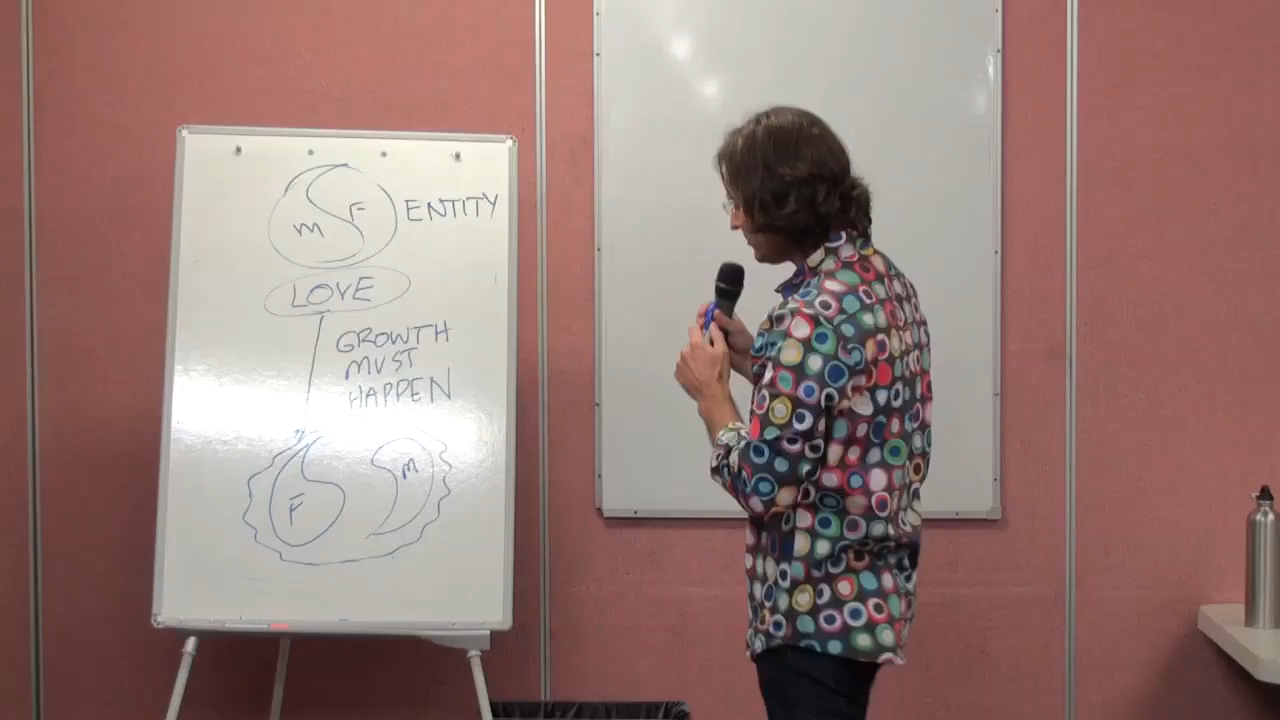 m F ENTITY
LOVE
GROWTH
MUST
HAPPEN
F m